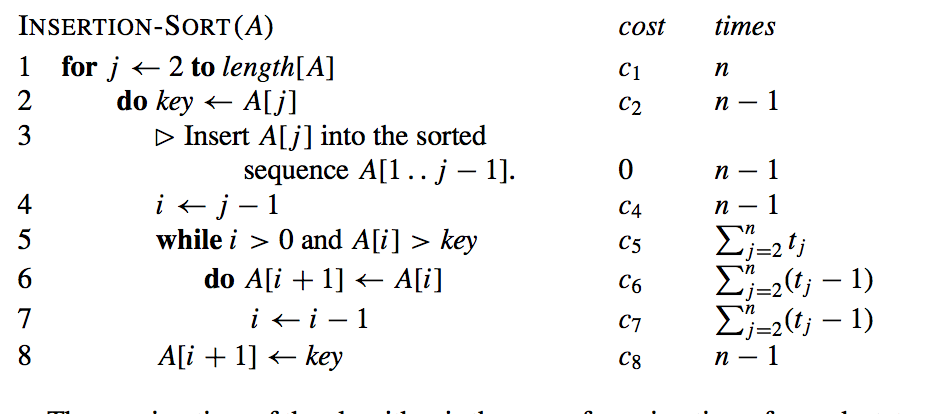 INSERTION-SORT(A) cost times
1 for j ← 2 to length[A] c₁ n
2 do key ← A[j] c₂ n − 1
3 ▷ Insert A[j] into the sorted
sequence A[1 . . j − 1]. 0 n − 1
4 i ← j − 1 c₄ n − 1
5 while i > 0 and A[i] > key c₅ ∑ⁿⱼ₌₂ tⱼ
6 do A[i + 1] ← A[i] c₆ ∑ⁿⱼ₌₂(tⱼ − 1)
7 i ← i − 1 c₇ ∑ⁿⱼ₌₂(tⱼ − 1)
8 A[i + 1] ← key c₈ n − 1